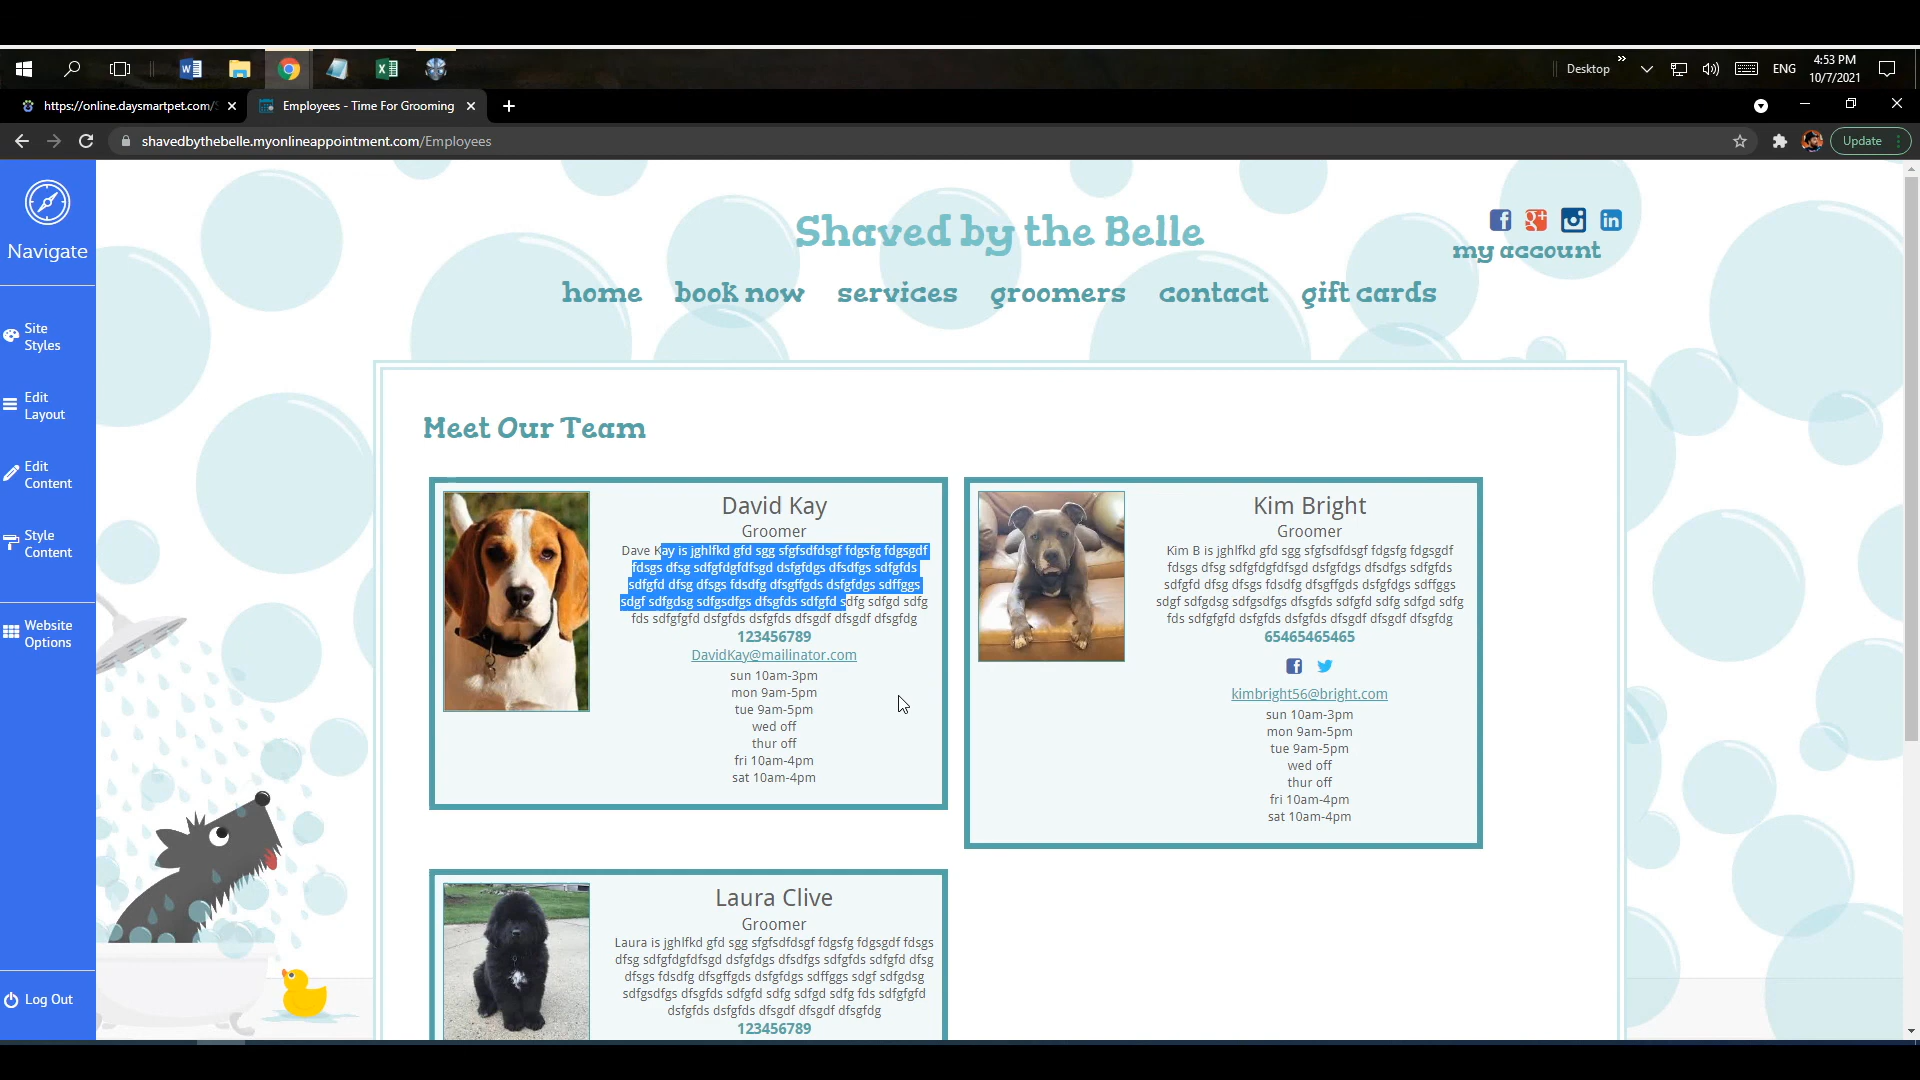 Desktop
ENG
4:53 PM
10/7/2021
https://online.daysmartpet.com/
Employees - Time For Grooming
shavedbythebelle.myonlineappointment.com/Employees
Update
Navigate
Site
Styles
Edit
Layout
Edit
Content
Style
Content
Website
Options
Log Out
Shaved by the Belle
my account
home book now services groomers contact gift cards
Meet Our Team
David Kay
Groomer
Dave Kay is jghlfkd gfd sgg sfgfsdfdsgf fdgsfg fdgsgdf
fdsgs dfsg sdfgfdgfdfsgd dsfgfdgs dfsdfgs sdfgfds
sdfgfd dfsg dfsgs fdsdfg dfsgffgds dsfgfdgs sdffggs
sdgf sdfgdsg sdfgsdfgs dfsgfds sdfgfd sdfg sdfgd sdfg
fds sdfgfgfd dsfgfds dsfgfds dfsgdf dfsgdf dfsgfdg
123456789
DavidKay@mailinator.com
sun 10am-3pm
mon 9am-5pm
tue 9am-5pm
wed off
thur off
fri 10am-4pm
sat 10am-4pm
Kim Bright
Groomer
Kim B is jghlfkd gfd sgg sfgfsdfdsgf fdgsfg fdgsgdf
fdsgs dfsg sdfgfdgfdfsgd dsfgfdgs dfsdfgs sdfgfds
sdfgfd dfsg dfsgs fdsdfg dfsgffgds dsfgfdgs sdffggs
sdgf sdfgdsg sdfgsdfgs dfsgfds sdfgfd sdfg sdfgd sdfg
fds sdfgfgfd dsfgfds dsfgfds dfsgdf dfsgdf dfsgfdg
65465465465
kimbright56@bright.com
sun 10am-3pm
mon 9am-5pm
tue 9am-5pm
wed off
thur off
fri 10am-4pm
sat 10am-4pm
Laura Clive
Groomer
Laura is jghlfkd gfd sgg sfgfsdfdsgf fdgsfg fdgsgdf fdsgs
dfsg sdfgfdgfdfsgd dsfgfdgs dfsdfgs sdfgfds sdfgfd dfsg
dfsgs fdsdfg dfsgffgds dsfgfdgs sdffggs sdgf sdfgdsg
sdfgsdfgs dfsgfds sdfgfd sdfg sdfgd sdfg fds sdfgfgfd
dsfgfds dsfgfds dfsgdf dfsgdf dfsgfdg
123456789